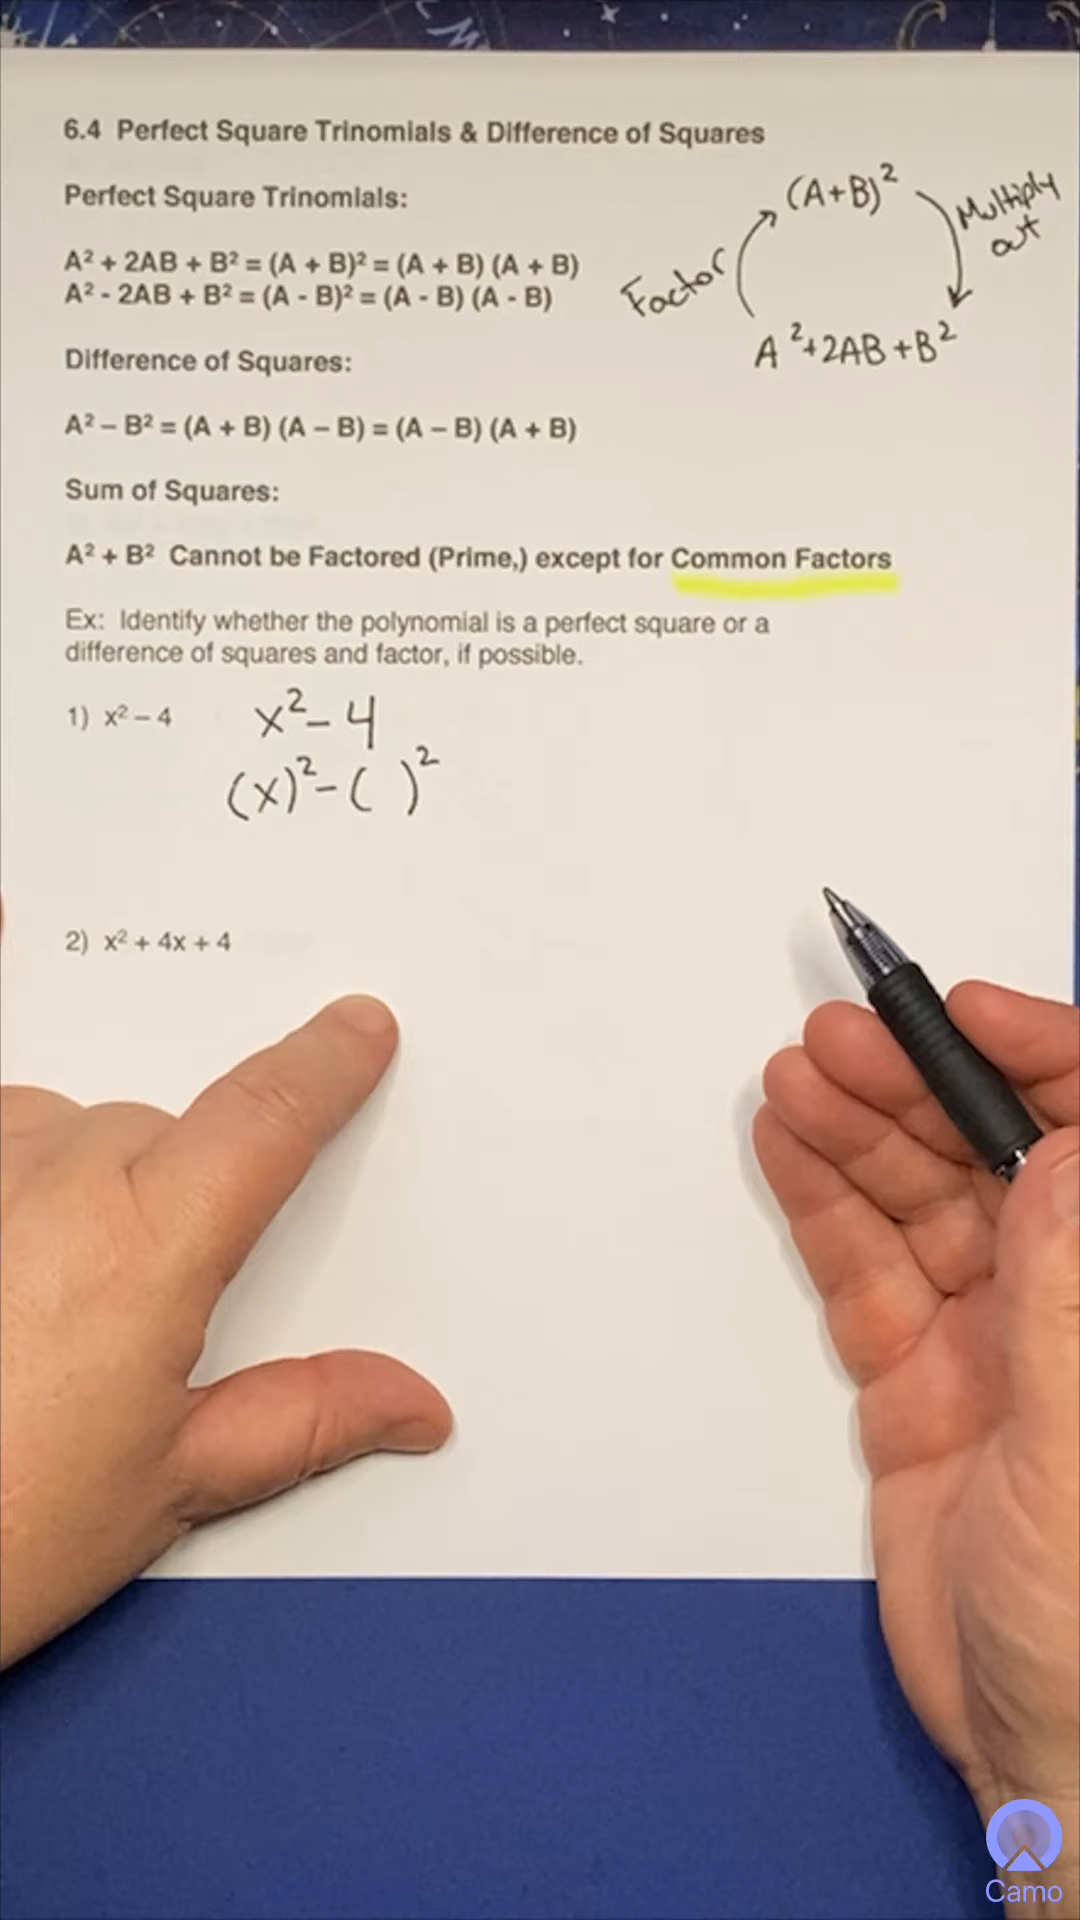 6.4 Perfect Square Trinomials & Difference of Squares
Perfect Square Trinomials:
A² + 2AB + B² = (A + B)² = (A + B) (A + B)
A² - 2AB + B² = (A - B)² = (A - B) (A - B)
(A+B)²
Multiply
out
Factor
A²+2AB+B²
Difference of Squares:
A² – B² = (A + B) (A – B) = (A – B) (A + B)
Sum of Squares:
A² + B² Cannot be Factored (Prime,) except for Common Factors
Ex: Identify whether the polynomial is a perfect square or a
difference of squares and factor, if possible.
1) x² – 4
x² - 4
(x)² - ( )²
2) x² + 4x + 4
Camo